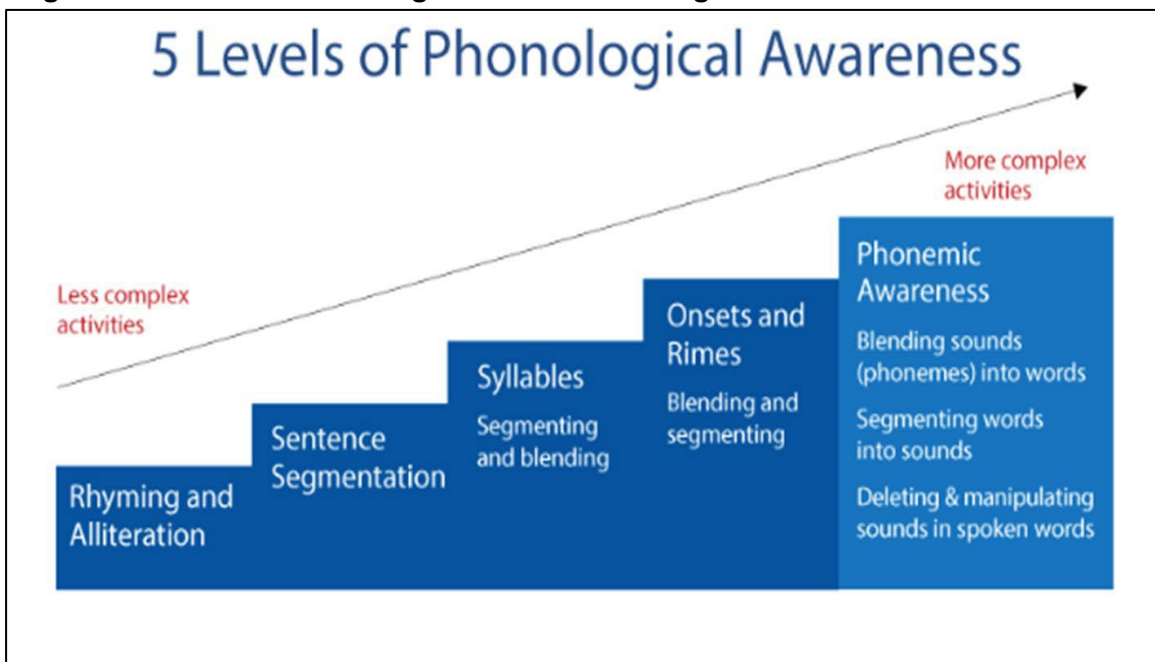 5 Levels of Phonological Awareness
More complex
activities
Less complex
activities
Rhyming and
Alliteration
Sentence
Segmentation
Syllables
Segmenting
and blending
Onsets and
Rimes
Blending and
segmenting
Phonemic
Awareness
Blending sounds
(phonemes) into words
Segmenting words
into sounds
Deleting & manipulating
sounds in spoken words